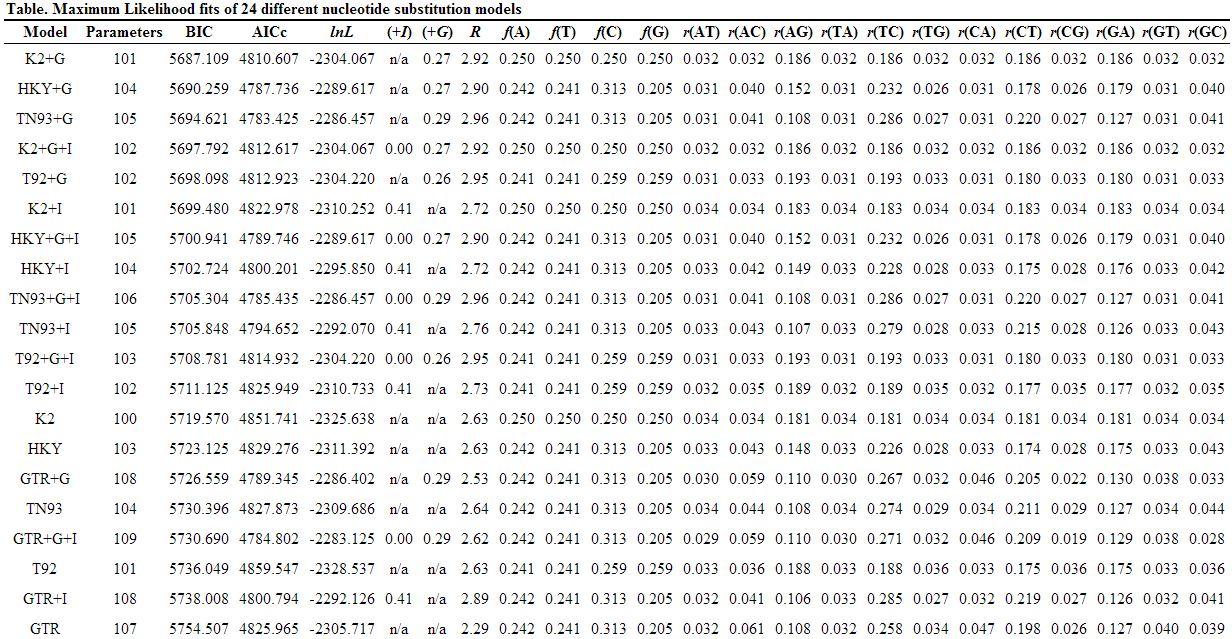 Table. Maximum Likelihood fits of 24 different nucleotide substitution models
Model Parameters BIC AICc lnL (+I) (+G) R f(A) f(T) f(C) f(G) r(AT) r(AC) r(AG) r(TA) r(TC) r(TG) r(CA) r(CT) r(CG) r(GA) r(GT) r(GC)
K2+G 101 5687.109 4810.607 -2304.067 n/a 0.27 2.92 0.250 0.250 0.250 0.250 0.032 0.032 0.186 0.032 0.186 0.032 0.032 0.186 0.032 0.186 0.032 0.032
HKY+G 104 5690.259 4787.736 -2289.617 n/a 0.27 2.90 0.242 0.241 0.313 0.205 0.031 0.040 0.152 0.031 0.232 0.026 0.031 0.178 0.026 0.179 0.031 0.040
TN93+G 105 5694.621 4783.425 -2286.457 n/a 0.29 2.96 0.242 0.241 0.313 0.205 0.031 0.041 0.108 0.031 0.286 0.027 0.031 0.220 0.027 0.127 0.031 0.041
K2+G+I 102 5697.792 4812.617 -2304.067 0.00 0.27 2.92 0.250 0.250 0.250 0.250 0.032 0.032 0.186 0.032 0.186 0.032 0.032 0.186 0.032 0.186 0.032 0.032
T92+G 102 5698.098 4812.923 -2304.220 n/a 0.26 2.95 0.241 0.241 0.259 0.259 0.031 0.033 0.193 0.031 0.193 0.033 0.031 0.180 0.033 0.180 0.031 0.033
K2+I 101 5699.480 4822.978 -2310.252 0.41 n/a 2.72 0.250 0.250 0.250 0.250 0.034 0.034 0.183 0.034 0.183 0.034 0.034 0.183 0.034 0.183 0.034 0.034
HKY+G+I 105 5700.941 4789.746 -2289.617 0.00 0.27 2.90 0.242 0.241 0.313 0.205 0.031 0.040 0.152 0.031 0.232 0.026 0.031 0.178 0.026 0.179 0.031 0.040
HKY+I 104 5702.724 4800.201 -2295.850 0.41 n/a 2.72 0.242 0.241 0.313 0.205 0.033 0.042 0.149 0.033 0.228 0.028 0.033 0.175 0.028 0.176 0.033 0.042
TN93+G+I 106 5705.304 4785.435 -2286.457 0.00 0.29 2.96 0.242 0.241 0.313 0.205 0.031 0.041 0.108 0.031 0.286 0.027 0.031 0.220 0.027 0.127 0.031 0.041
TN93+I 105 5705.848 4794.652 -2292.070 0.41 n/a 2.76 0.242 0.241 0.313 0.205 0.033 0.043 0.107 0.033 0.279 0.028 0.033 0.215 0.028 0.126 0.033 0.043
T92+G+I 103 5708.781 4814.932 -2304.220 0.00 0.26 2.95 0.241 0.241 0.259 0.259 0.031 0.033 0.193 0.031 0.193 0.033 0.031 0.180 0.033 0.180 0.031 0.033
T92+I 102 5711.125 4825.949 -2310.733 0.41 n/a 2.73 0.241 0.241 0.259 0.259 0.032 0.035 0.189 0.032 0.189 0.035 0.032 0.177 0.035 0.177 0.032 0.035
K2 100 5719.570 4851.741 -2325.638 n/a n/a 2.63 0.250 0.250 0.250 0.250 0.034 0.034 0.181 0.034 0.181 0.034 0.034 0.181 0.034 0.181 0.034 0.034
HKY 103 5723.125 4829.276 -2311.392 n/a n/a 2.63 0.242 0.241 0.313 0.205 0.033 0.043 0.148 0.033 0.226 0.028 0.033 0.174 0.028 0.175 0.033 0.043
GTR+G 108 5726.559 4789.345 -2286.402 n/a 0.29 2.53 0.242 0.241 0.313 0.205 0.030 0.059 0.110 0.030 0.267 0.032 0.046 0.205 0.022 0.130 0.038 0.033
TN93 104 5730.396 4827.873 -2309.686 n/a n/a 2.64 0.242 0.241 0.313 0.205 0.034 0.044 0.108 0.034 0.274 0.029 0.034 0.211 0.029 0.127 0.034 0.044
GTR+G+I 109 5730.690 4784.802 -2283.125 0.00 0.29 2.62 0.242 0.241 0.313 0.205 0.029 0.059 0.110 0.030 0.271 0.032 0.046 0.209 0.019 0.129 0.038 0.028
T92 101 5736.049 4859.547 -2328.537 n/a n/a 2.63 0.241 0.241 0.259 0.259 0.033 0.036 0.188 0.033 0.188 0.036 0.033 0.175 0.036 0.175 0.033 0.036
GTR+I 108 5738.008 4800.794 -2292.126 0.41 n/a 2.89 0.242 0.241 0.313 0.205 0.032 0.041 0.106 0.033 0.285 0.027 0.032 0.219 0.027 0.126 0.032 0.041
GTR 107 5754.507 4825.965 -2305.717 n/a n/a 2.29 0.242 0.241 0.313 0.205 0.032 0.061 0.108 0.032 0.258 0.034 0.047 0.198 0.026 0.127 0.040 0.039